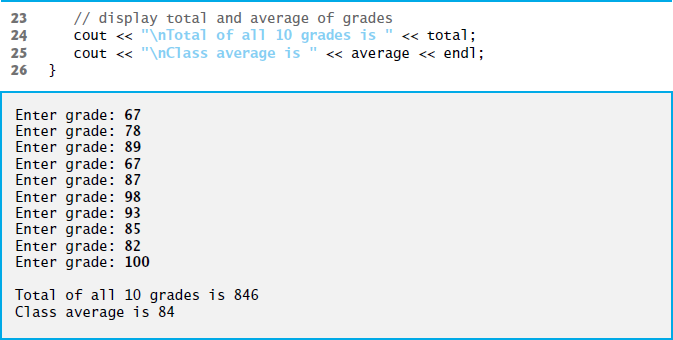 23 // display total and average of grades
24 cout << "\nTotal of all 10 grades is " << total;
25 cout << "\nClass average is " << average << endl;
26 }
Enter grade: 67
Enter grade: 78
Enter grade: 89
Enter grade: 67
Enter grade: 87
Enter grade: 98
Enter grade: 93
Enter grade: 85
Enter grade: 82
Enter grade: 100
Total of all 10 grades is 846
Class average is 84